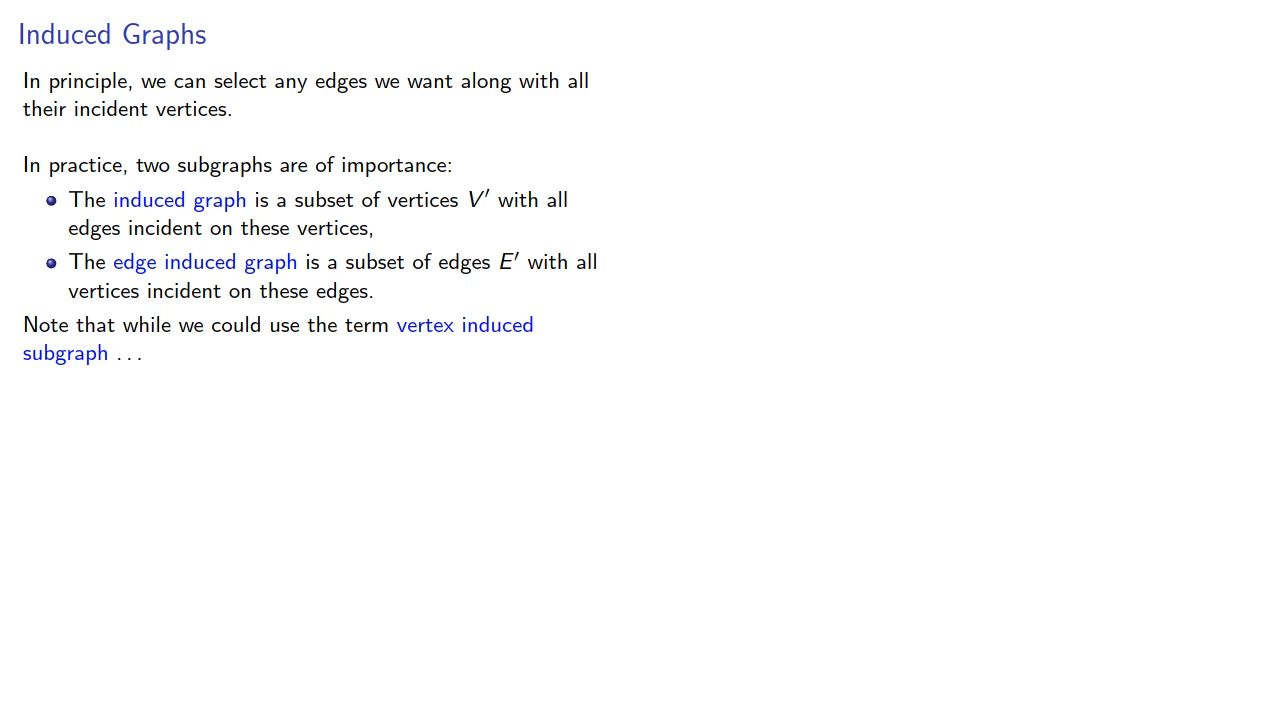 Induced Graphs
In principle, we can select any edges we want along with all
their incident vertices.
In practice, two subgraphs are of importance:
The induced graph is a subset of vertices V′ with all
edges incident on these vertices,
The edge induced graph is a subset of edges E′ with all
vertices incident on these edges.
Note that while we could use the term vertex induced
subgraph . . .